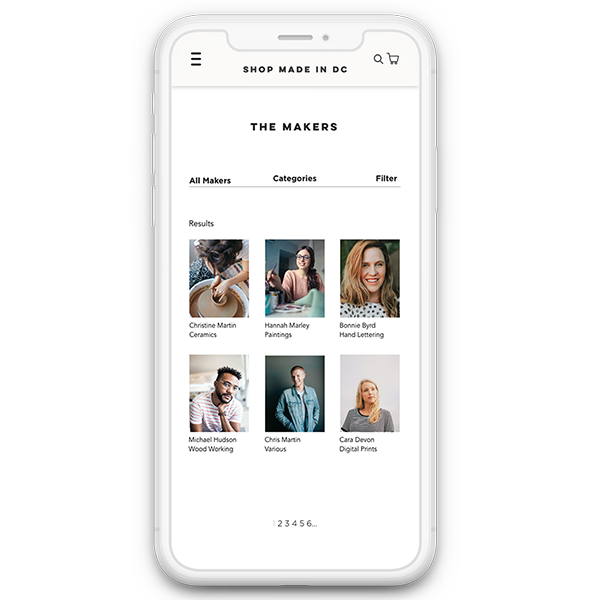 SHOP MADE IN DC
THE MAKERS
All Makers Categories Filter
Results
Christine Martin
Ceramics
Hannah Marley
Paintings
Bonnie Byrd
Hand Lettering
Michael Hudson
Wood Working
Chris Martin
Various
Cara Devon
Digital Prints
2 3 4 5 6...